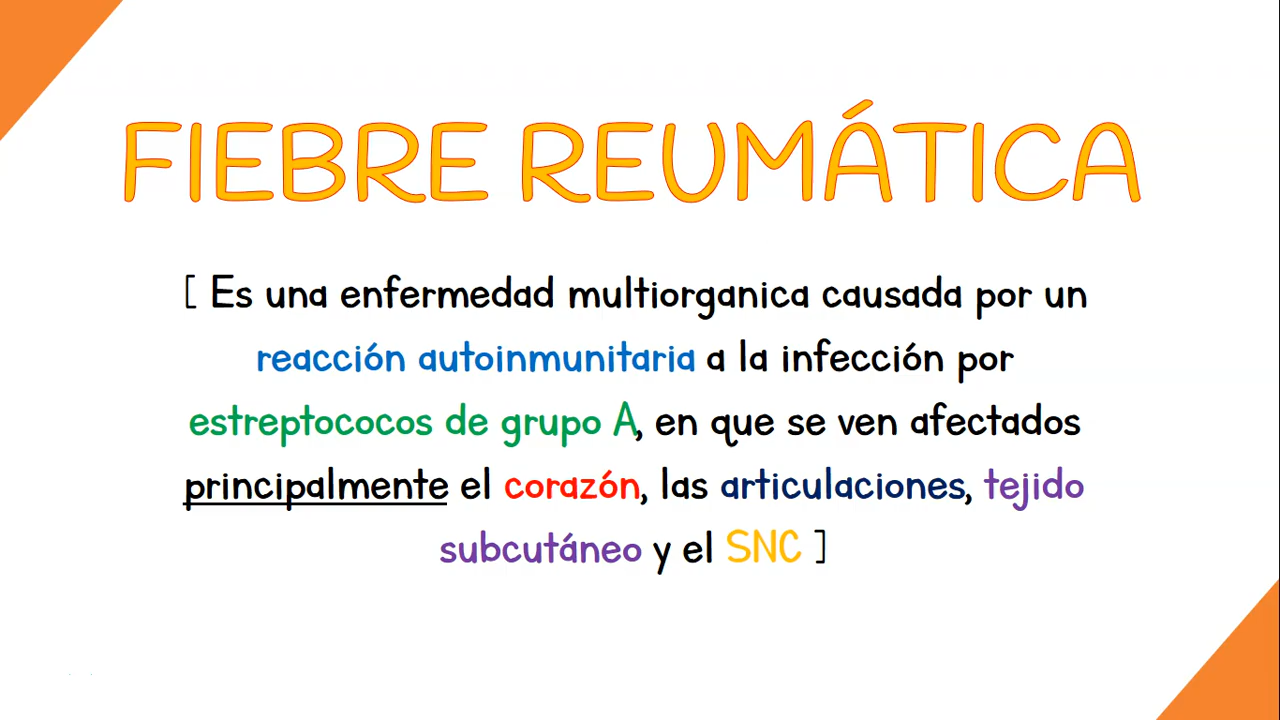 FIEBRE REUMÁTICA
[ Es una enfermedad multiorganica causada por un
reacción autoinmunitaria a la infección por
estreptococos de grupo A, en que se ven afectados
principalmente el corazón, las articulaciones, tejido
subcutáneo y el SNC ]